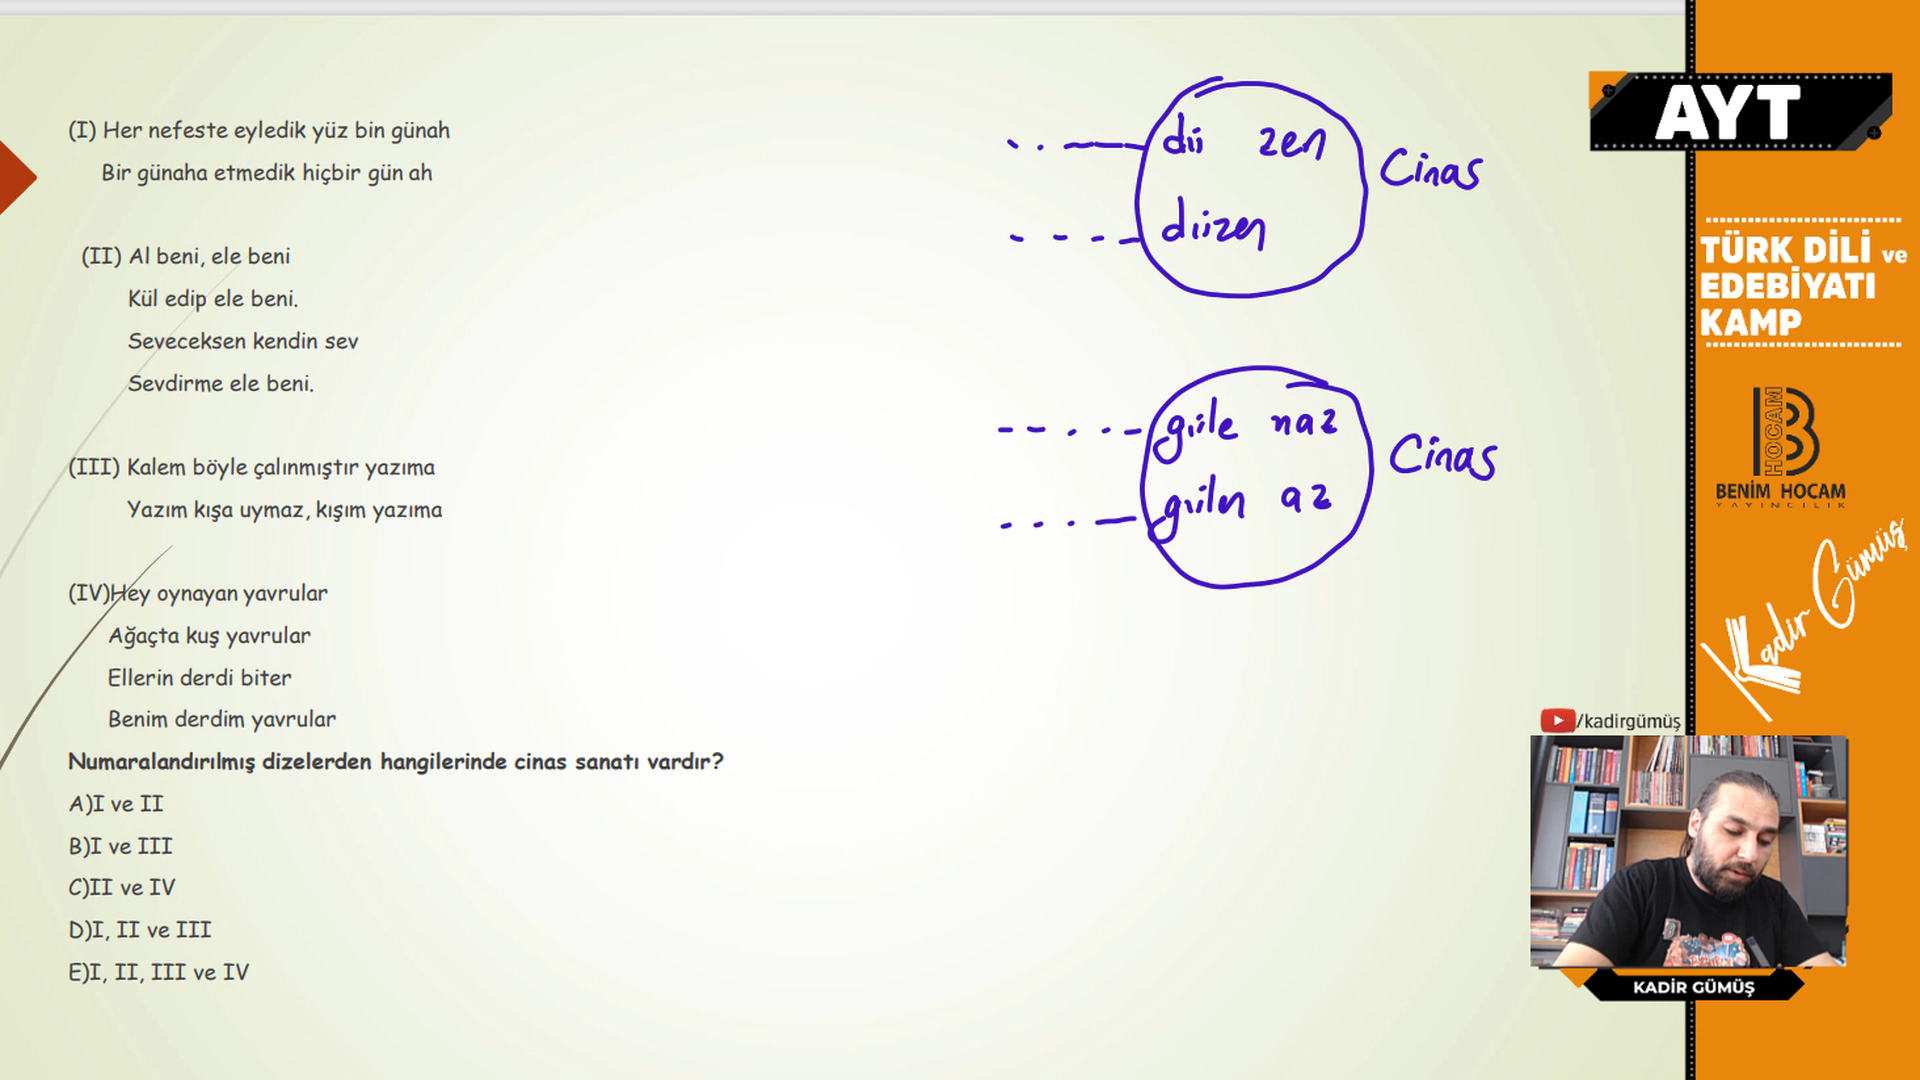 (I) Her nefeste eyledik yüz bin günah
Bir günaha etmedik hiçbir gün ah
(II) Al beni, ele beni
Kül edip ele beni.
Seveceksen kendin sev
Sevdirme ele beni.
(III) Kalem böyle çalınmıştır yazıma
Yazım kışa uymaz, kışım yazıma
(IV)Hey oynayan yavrular
Ağaçta kuş yavrular
Ellerin derdi biter
Benim derdim yavrular
Numaralandırılmış dizelerden hangilerinde cinas sanatı vardır?
A)I ve II
B)I ve III
C)II ve IV
D)I, II ve III
E)I, II, III ve IV
dü zen
düzen
Cinas
güle naz
güln az
Cinas
AYT
TÜRK DİLİ ve
EDEBİYATI
KAMP
B HOCAM
BENİM HOCAM
YAYINCILIK
Kadir Gümüş
/kadirgümüş
KADİR GÜMÜŞ